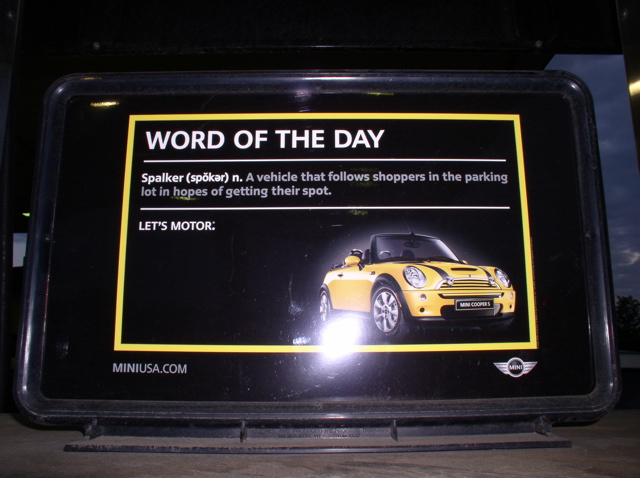 WORD OF THE DAY
Spalker (spökər) n. A vehicle that follows shoppers in the parking
lot in hopes of getting their spot.
LET'S MOTOR.
MINI COOPER S
MINIUSA.COM
MINI